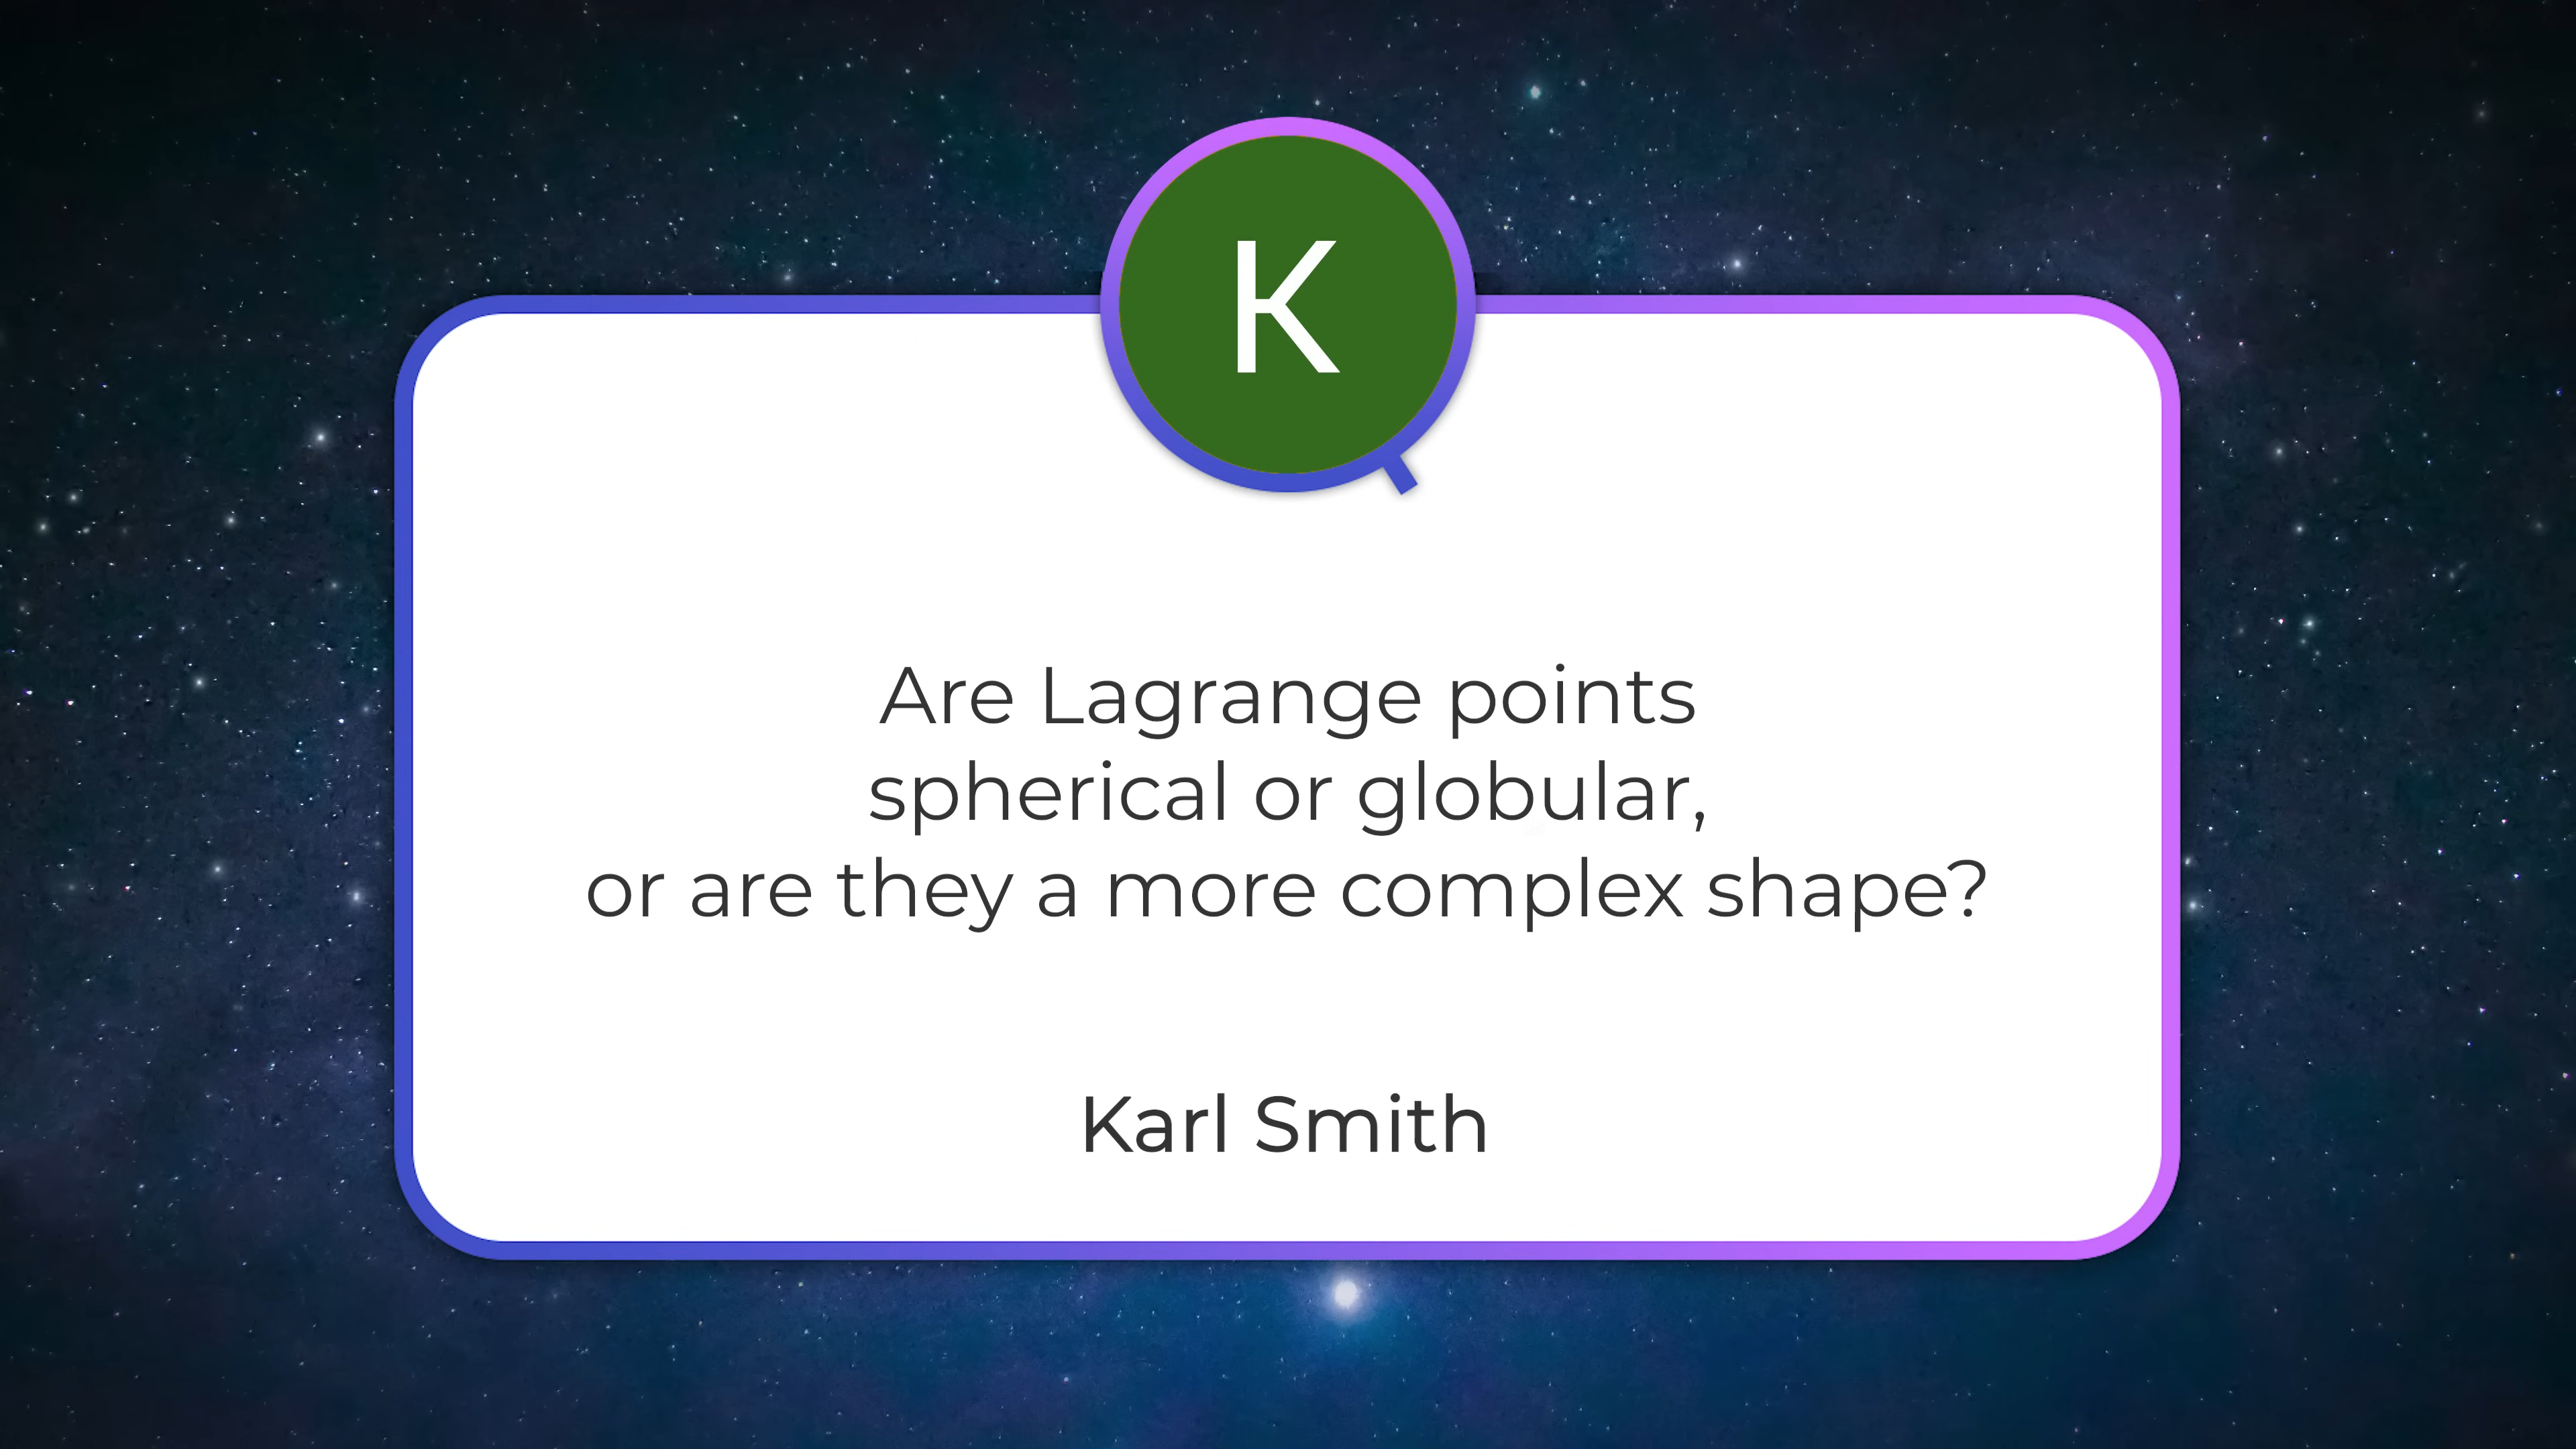 K
Are Lagrange points
spherical or globular,
or are they a more complex shape?
Karl Smith